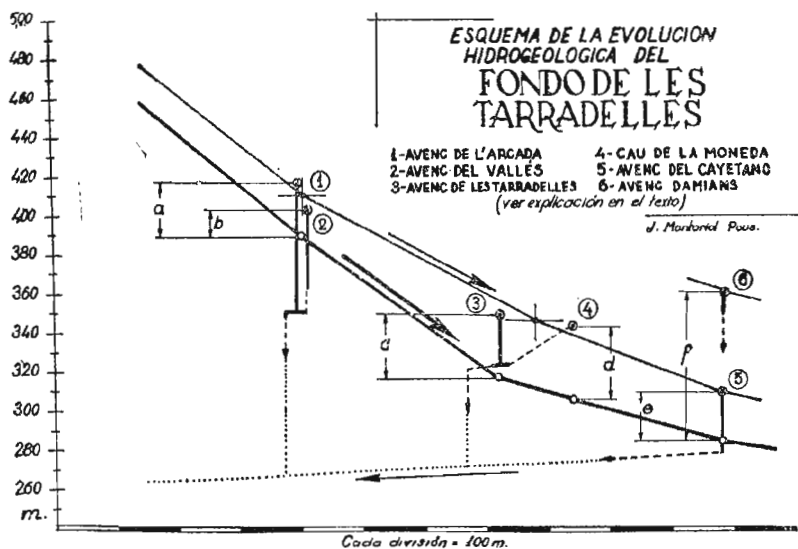 ESQUEMA DE LA EVOLUCION
HIDROGEOLOGICA DEL
FONDO DE LES
TARRADELLES
1-AVENC DE L'ARCADA
2-AVENC DEL VALLÉS
3-AVENC DE LES TARRADELLES
4-CAU DE LA MONEDA
5-AVENC DEL CAYETANO
6-AVENC DAMIANS
(ver explicación en el texto)
J. Montoriol Pous.
500
480
460
440
420
400
380
360
340
320
300
280
260
m.
a
b
1
2
3
4
d
f
6
e
5
Cada división = 100 m.